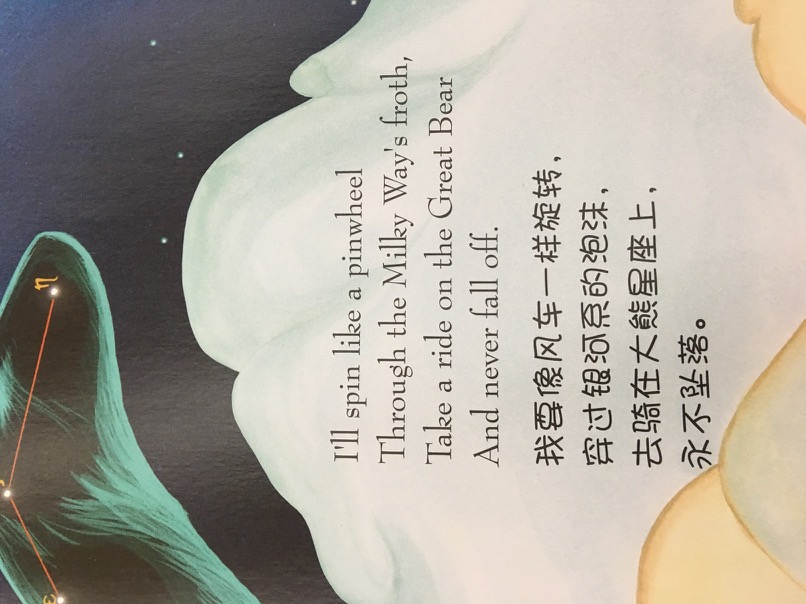 η
I'll spin like a pinwheel
Through the Milky Way's froth,
Take a ride on the Great Bear
And never fall off.
我要像风车一样旋转，
穿过银河系的泡沫，
去骑在大熊星座上，
永不坠落。